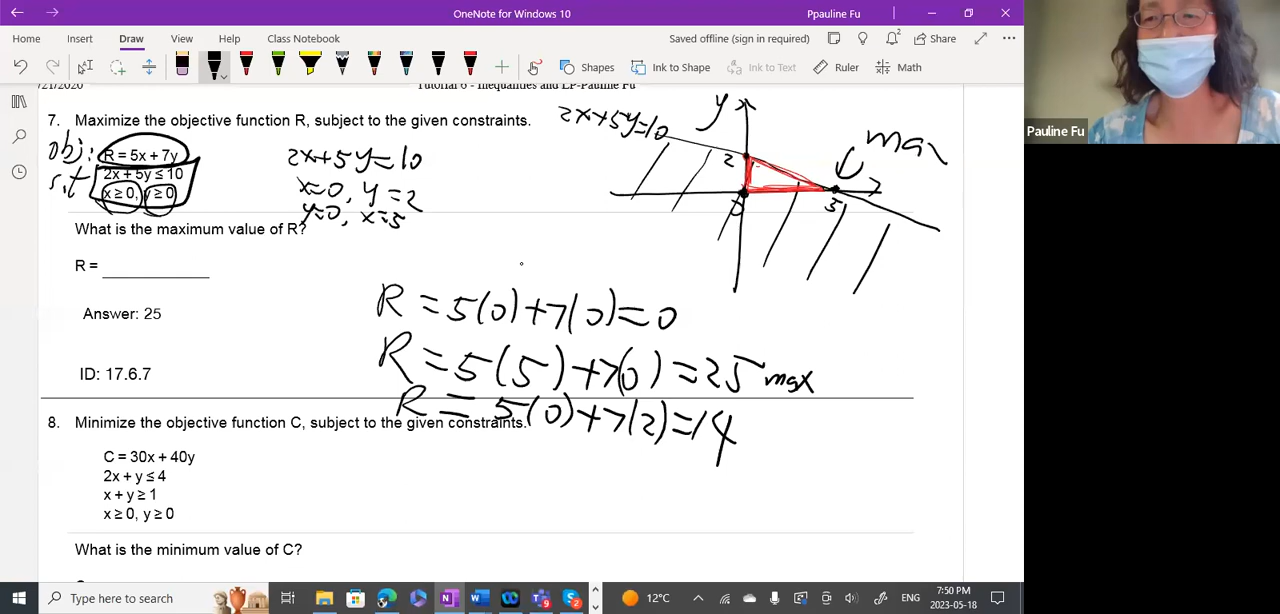 OneNote for Windows 10
Ppauline Fu
Home Insert Draw View Help Class Notebook
Saved offline (sign in required)
Share
Shapes
Ink to Shape
Ink to Text
Ruler
Math
/21/2020
Tutorial 6 - Inequalities and LP-Pauline Fu
7. Maximize the objective function R, subject to the given constraints.
obj: R = 5x + 7y
s.t 2x + 5y ≤ 10
x ≥ 0, y ≥ 0
2x+5y=10
x=0, y=2
y=0, x=5
2x+5y=10
y
max
2
0
5
What is the maximum value of R?
R =
Answer: 25
ID: 17.6.7
R = 5(0)+7(0)=0
R = 5(5)+7(0)=25 max
R = 5(0)+7(2)=14
8. Minimize the objective function C, subject to the given constraints.
C = 30x + 40y
2x + y ≤ 4
x + y ≥ 1
x ≥ 0, y ≥ 0
What is the minimum value of C?
Pauline Fu
Type here to search
12°C
ENG
7:50 PM
2023-05-18